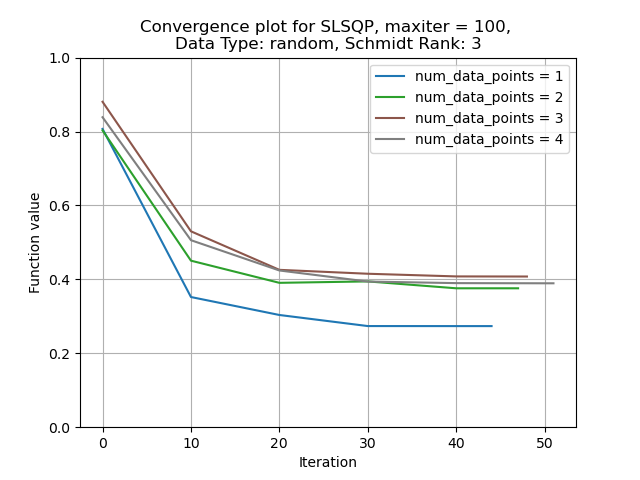 Convergence plot for SLSQP, maxiter = 100,
Data Type: random, Schmidt Rank: 3
num_data_points = 1
num_data_points = 2
num_data_points = 3
num_data_points = 4
1.0
0.8
0.6
0.4
0.2
0.0
Function value
0 10 20 30 40 50
Iteration